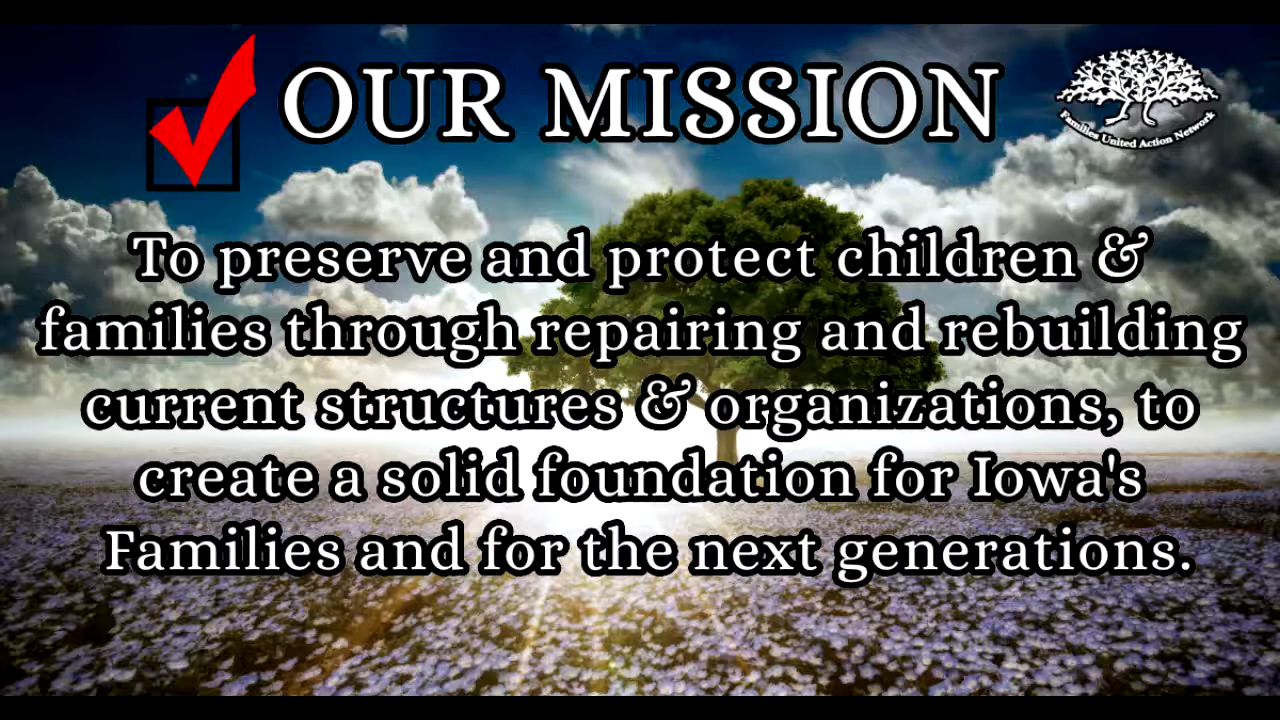 OUR MISSION
Families United Action Network
To preserve and protect children &
families through repairing and rebuilding
current structures & organizations, to
create a solid foundation for Iowa's
Families and for the next generations.